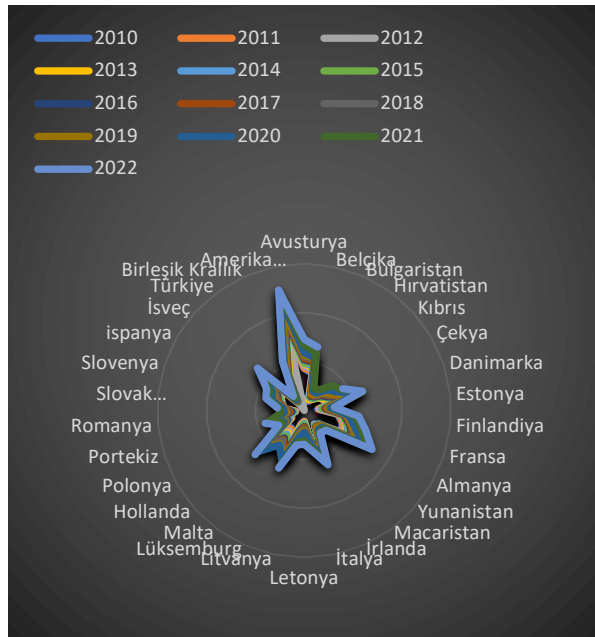 2010 2011 2012
2013 2014 2015
2016 2017 2018
2019 2020 2021
2022
Avusturya
Belçika
Bulgaristan
Hırvatistan
Kıbrıs
Çekya
Danimarka
Estonya
Finlandiya
Fransa
Almanya
Yunanistan
Macaristan
İrlanda
İtalya
Letonya
Litvanya
Lüksemburg
Malta
Hollanda
Polonya
Portekiz
Romanya
Slovak...
Slovenya
ispanya
İsveç
Türkiye
Birleşik Krallık
Amerika...